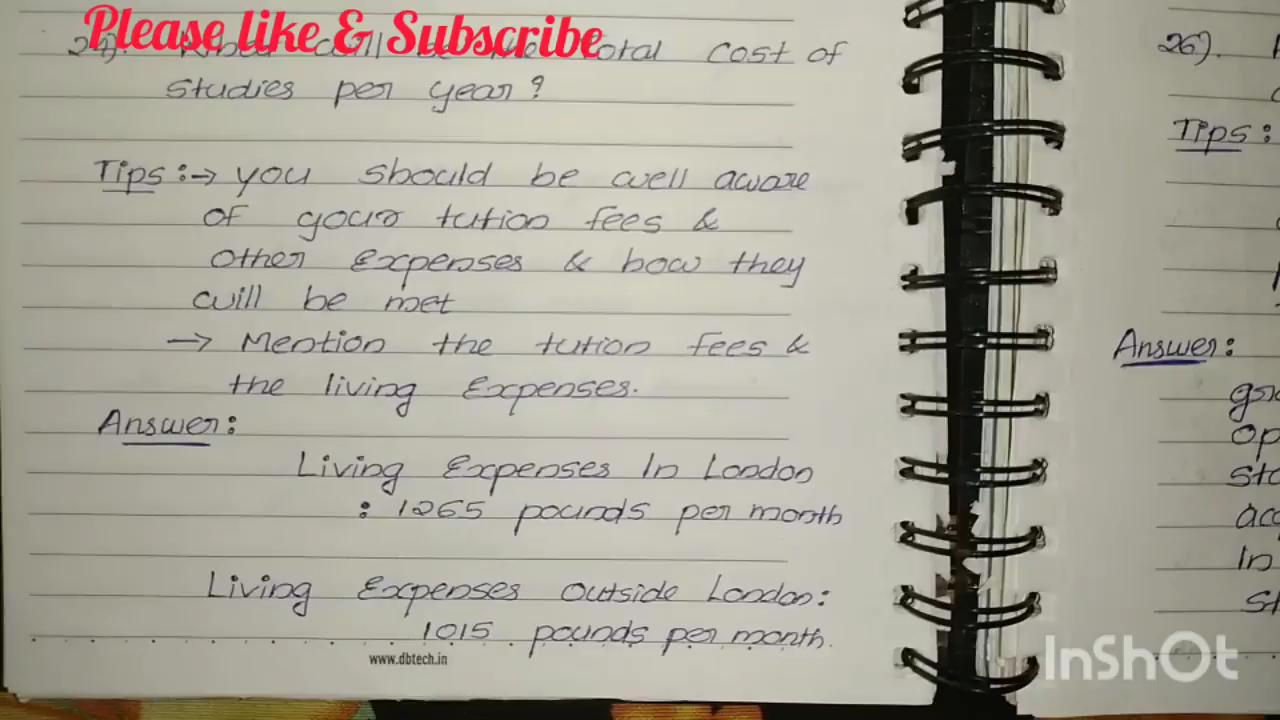 Please like & Subscribe
total cost of
studies per year?
Tips :→ you should be well aware
of your tution fees &
other expenses & how they
will be met
→ Mention the tution fees &
the living Expenses.
Answer :
Living Expenses In London
: 1265 pounds per month
Living Expenses outside London:
1015 pounds per month.
www.dbtech.in
26).
Tips :
Answer :
In
InShOt